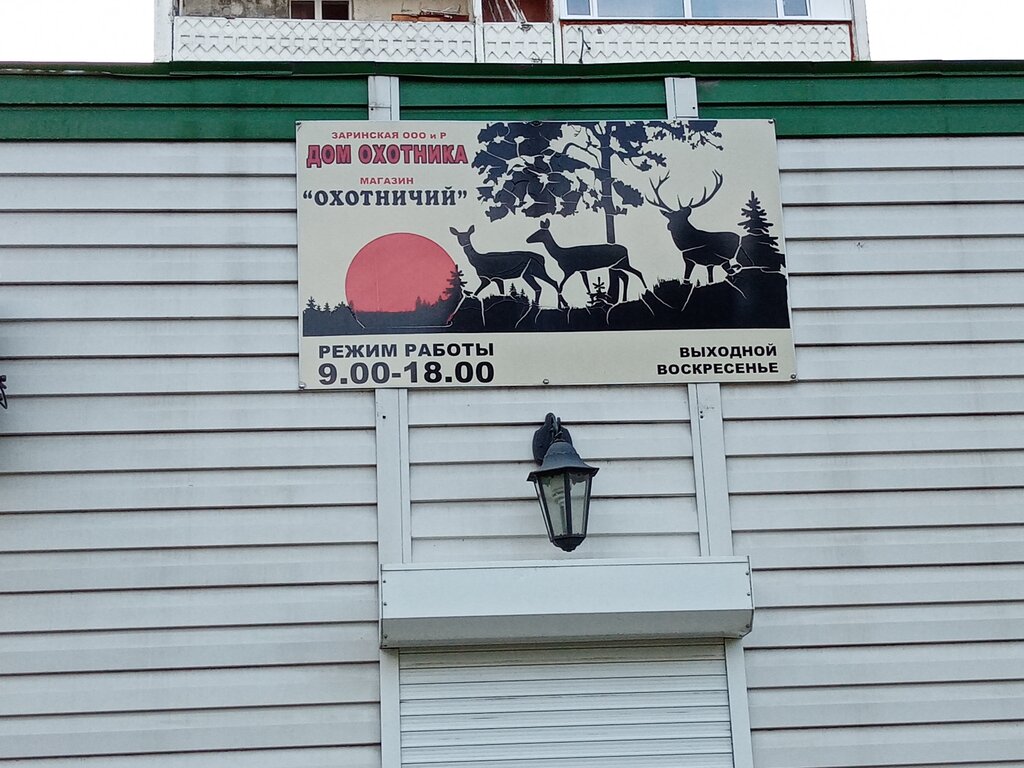 ЗАРИНСКАЯ ООО и Р
ДОМ ОХОТНИКА
МАГАЗИН
“ОХОТНИЧИЙ”
РЕЖИМ РАБОТЫ
9.00-18.00
ВЫХОДНОЙ
ВОСКРЕСЕНЬЕ